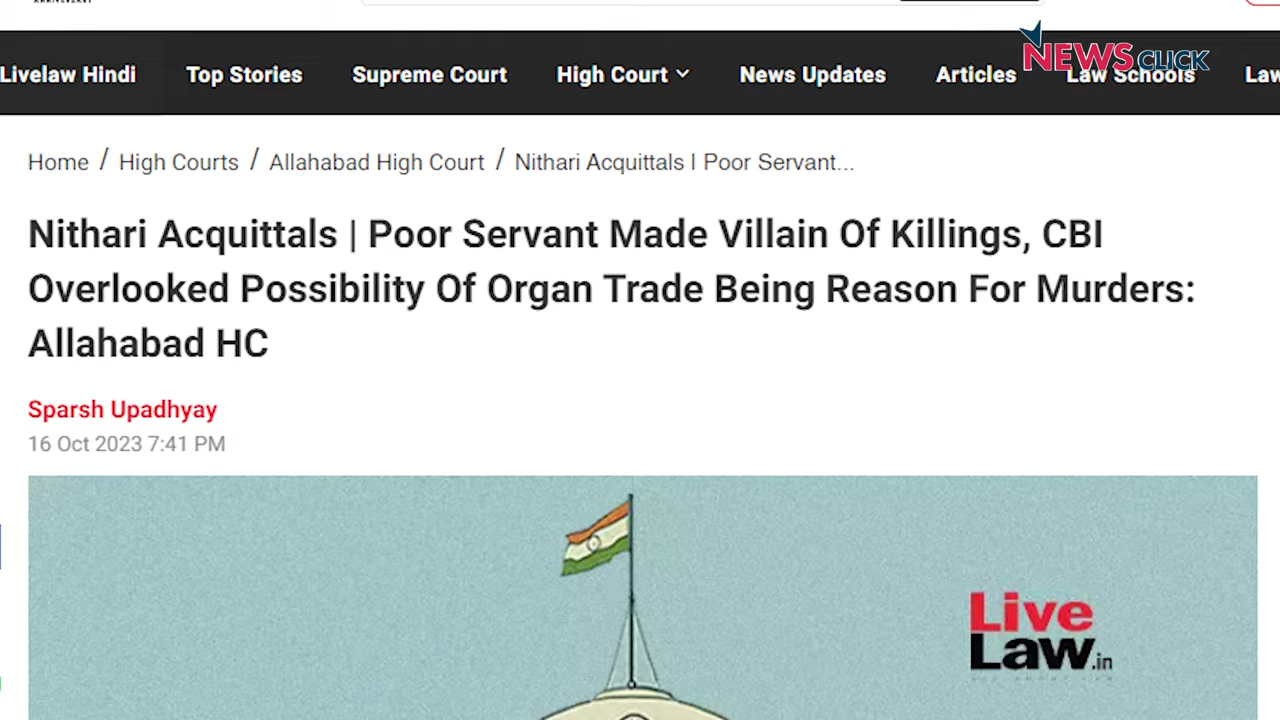 NEWSCLICK
Livelaw Hindi Top Stories Supreme Court High Court News Updates Articles Law Schools Law
Home / High Courts / Allahabad High Court / Nithari Acquittals | Poor Servant...
Nithari Acquittals | Poor Servant Made Villain Of Killings, CBI
Overlooked Possibility Of Organ Trade Being Reason For Murders:
Allahabad HC
Sparsh Upadhyay
16 Oct 2023 7:41 PM
Live
Law.in